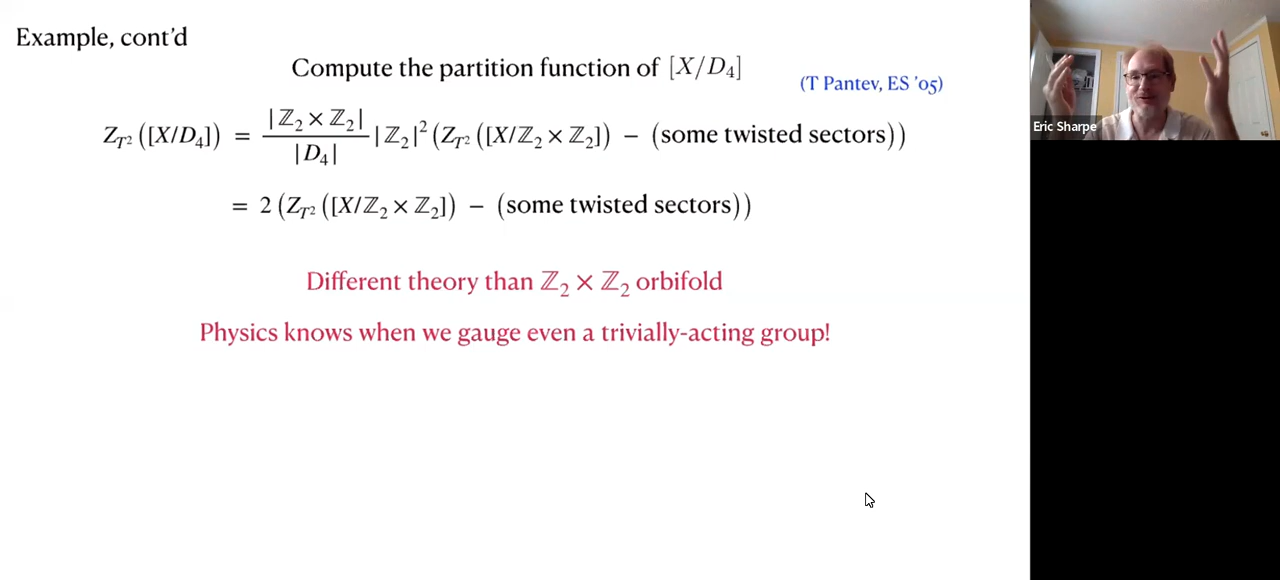 Example, cont'd
Compute the partition function of [X/D₄]
(T Pantev, ES '05)
Z_{T²}([X/D₄]) = |ℤ₂ × ℤ₂| / |D₄| |ℤ₂|² (Z_{T²}([X/ℤ₂ × ℤ₂]) − (some twisted sectors))
= 2 (Z_{T²}([X/ℤ₂ × ℤ₂]) − (some twisted sectors))
Different theory than ℤ₂ × ℤ₂ orbifold
Physics knows when we gauge even a trivially-acting group!
Eric Sharpe